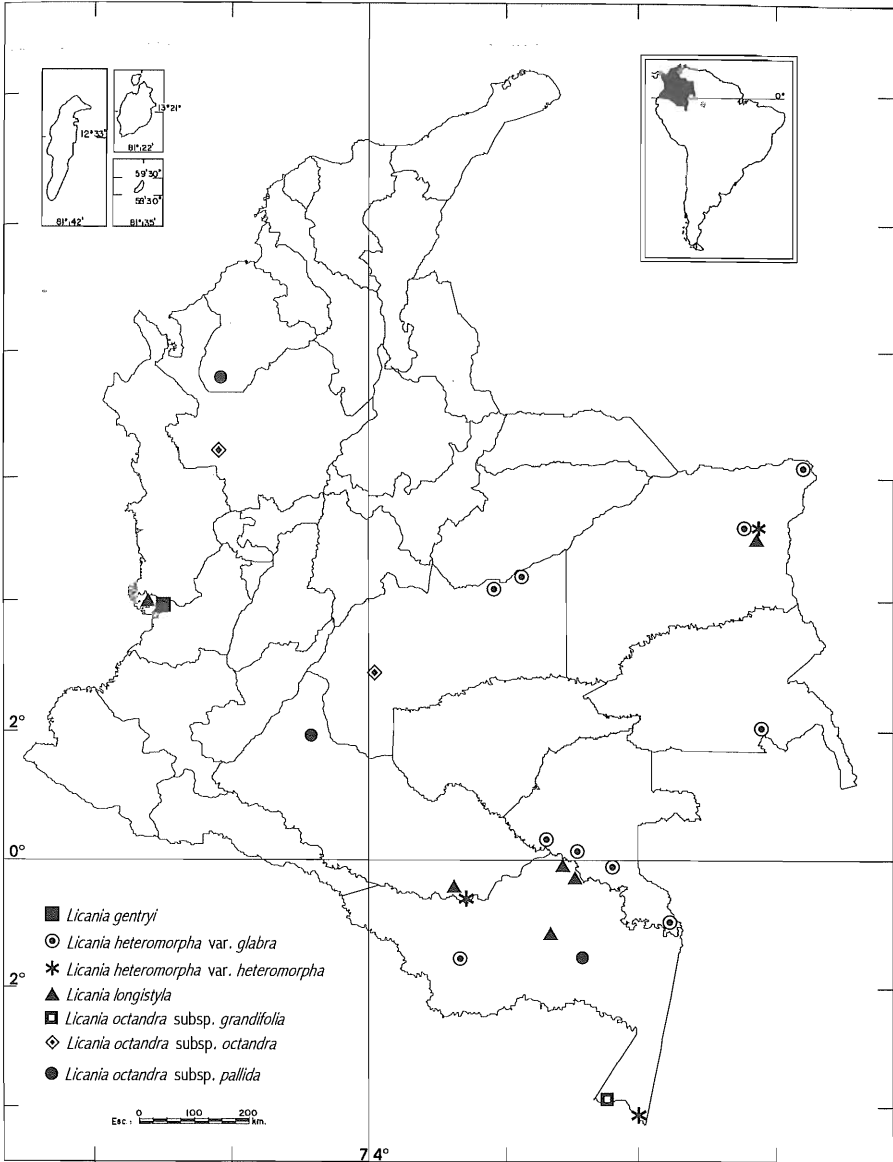 12°33'
81°42'
13°21'
81°22'
59'30"
58'30"
81°35'
0°
2°
0°
2°
Licania gentryi
Licania heteromorpha var. glabra
Licania heteromorpha var. heteromorpha
Licania longistyla
Licania octandra subsp. grandifolia
Licania octandra subsp. octandra
Licania octandra subsp. pallida
Esc.: 0 100 200 km.
74°